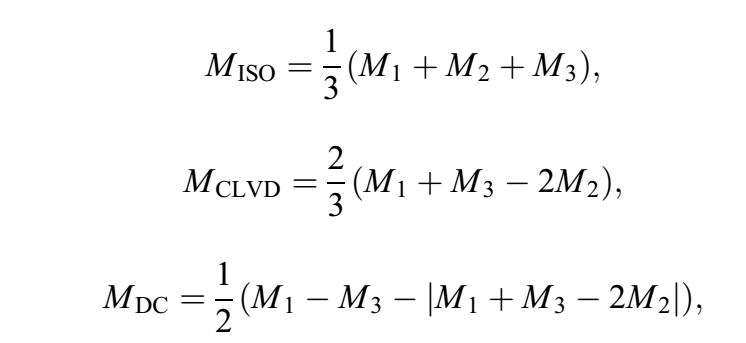 M_ISO = 1/3 (M_1 + M_2 + M_3),
M_CLVD = 2/3 (M_1 + M_3 − 2M_2),
M_DC = 1/2 (M_1 − M_3 − |M_1 + M_3 − 2M_2|),